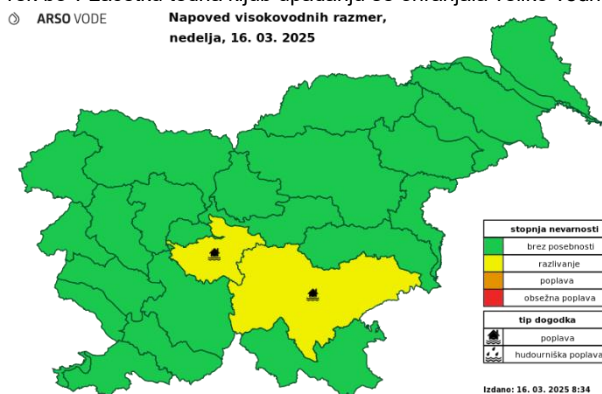 ARSO VODE
Napoved visokovodnih razmer,
nedelja, 16. 03. 2025
stopnja nevarnosti
brez posebnosti
razlivanje
poplava
obsežna poplava
tip dogodka
poplava
hudourniška poplava
Izdano: 16. 03. 2025 8:34